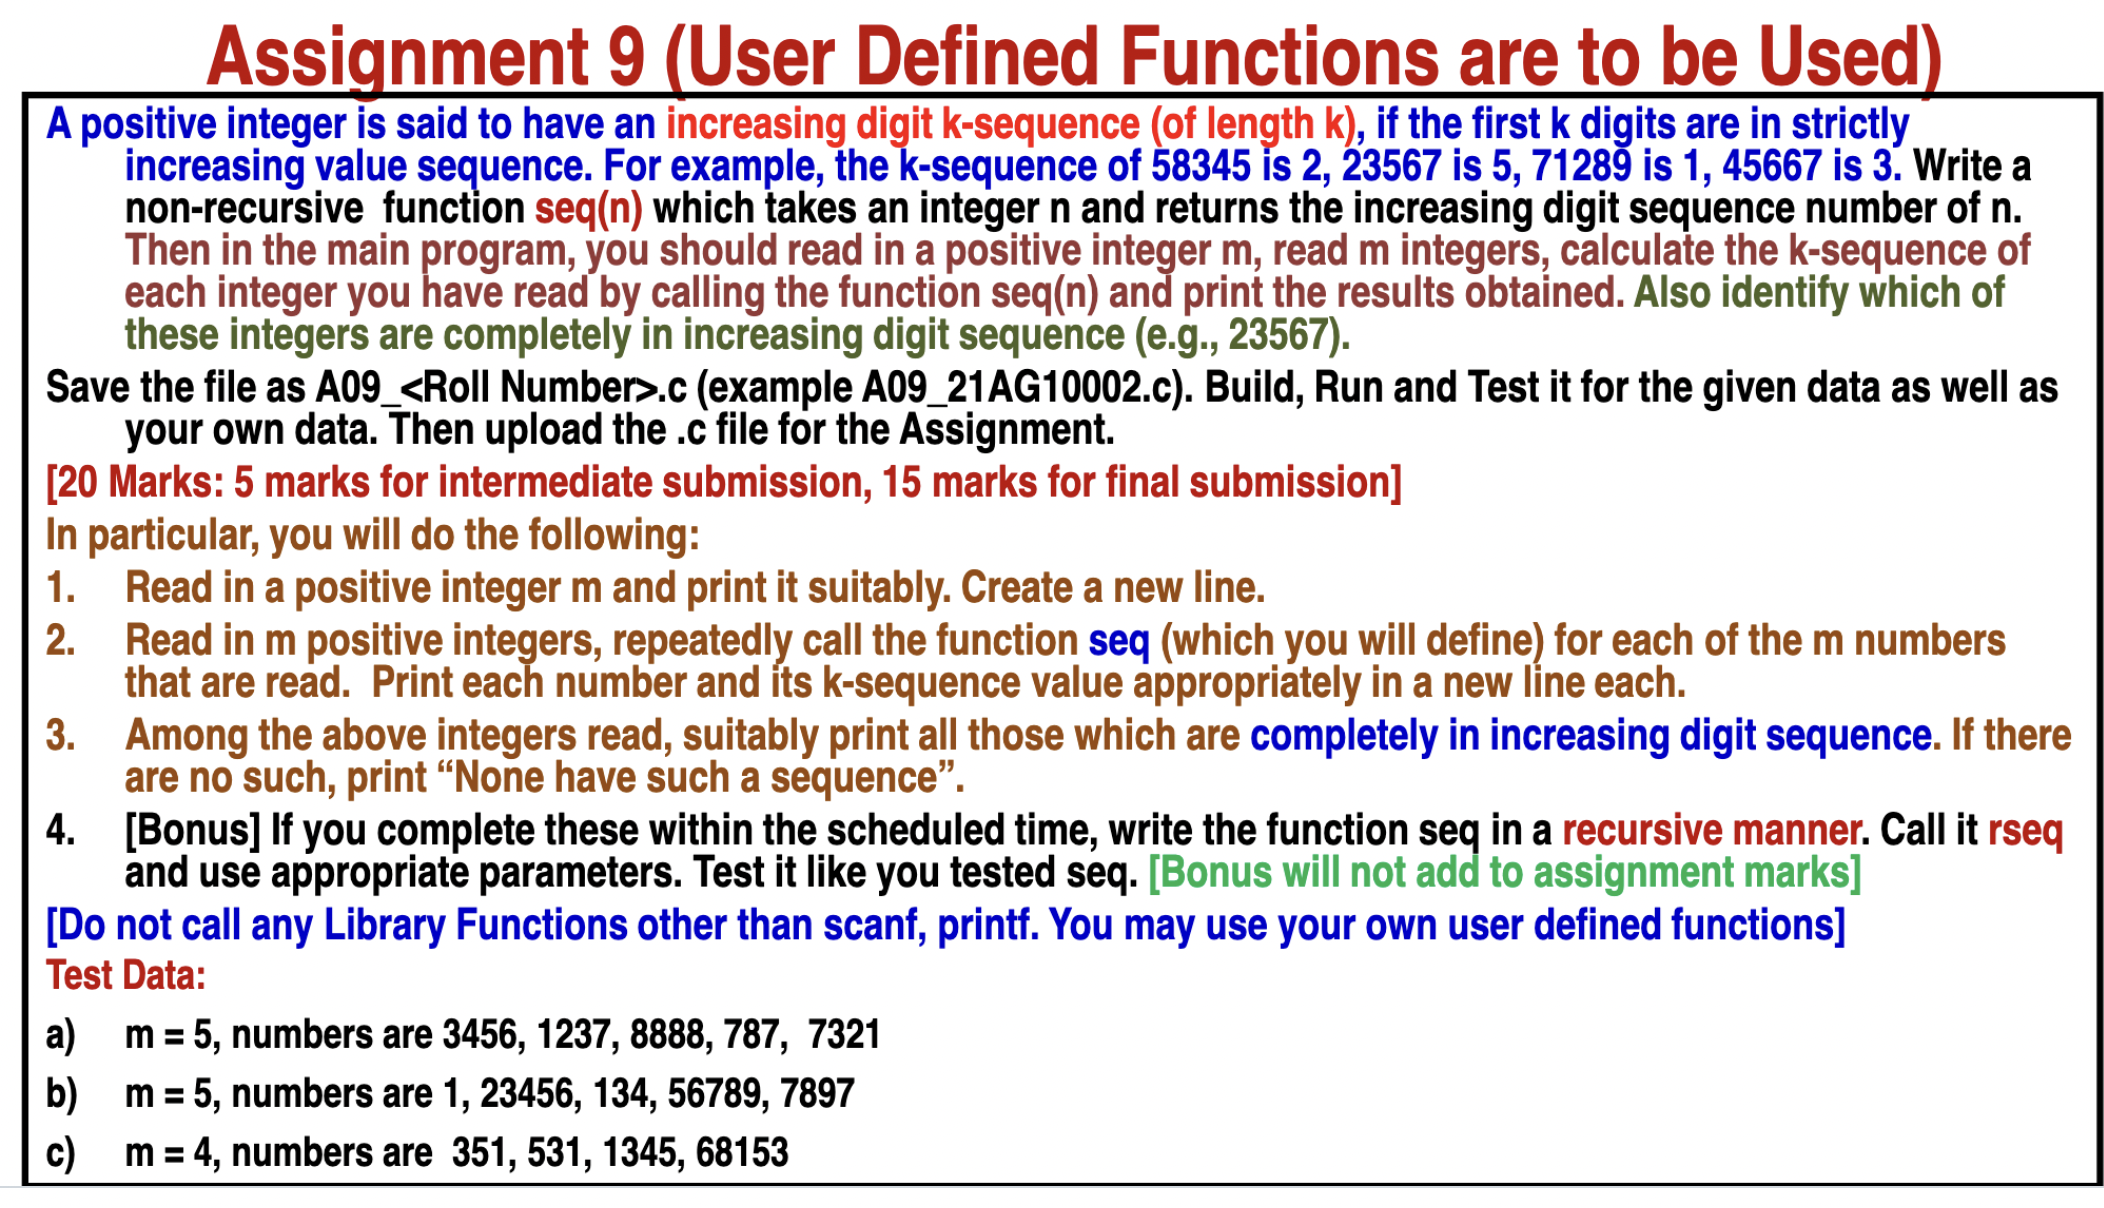 Assignment 9 (User Defined Functions are to be Used)
A positive integer is said to have an increasing digit k-sequence (of length k), if the first k digits are in strictly
increasing value sequence. For example, the k-sequence of 58345 is 2, 23567 is 5, 71289 is 1, 45667 is 3. Write a
non-recursive function seq(n) which takes an integer n and returns the increasing digit sequence number of n.
Then in the main program, you should read in a positive integer m, read m integers, calculate the k-sequence of
each integer you have read by calling the function seq(n) and print the results obtained. Also identify which of
these integers are completely in increasing digit sequence (e.g., 23567).
Save the file as A09_<Roll Number>.c (example A09_21AG10002.c). Build, Run and Test it for the given data as well as
your own data. Then upload the .c file for the Assignment.
[20 Marks: 5 marks for intermediate submission, 15 marks for final submission]
In particular, you will do the following:
1. Read in a positive integer m and print it suitably. Create a new line.
2. Read in m positive integers, repeatedly call the function seq (which you will define) for each of the m numbers
that are read. Print each number and its k-sequence value appropriately in a new line each.
3. Among the above integers read, suitably print all those which are completely in increasing digit sequence. If there
are no such, print “None have such a sequence”.
4. [Bonus] If you complete these within the scheduled time, write the function seq in a recursive manner. Call it rseq
and use appropriate parameters. Test it like you tested seq. [Bonus will not add to assignment marks]
[Do not call any Library Functions other than scanf, printf. You may use your own user defined functions]
Test Data:
a) m = 5, numbers are 3456, 1237, 8888, 787, 7321
b) m = 5, numbers are 1, 23456, 134, 56789, 7897
c) m = 4, numbers are 351, 531, 1345, 68153